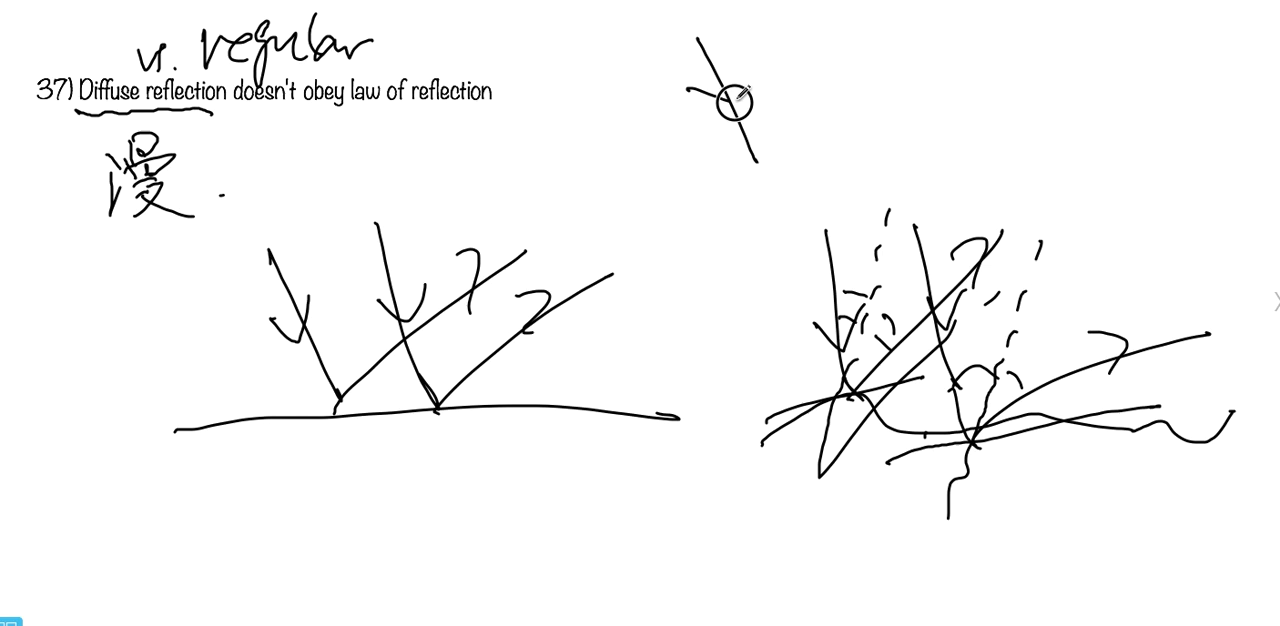 vs. regular
37) Diffuse reflection doesn't obey law of reflection
漫